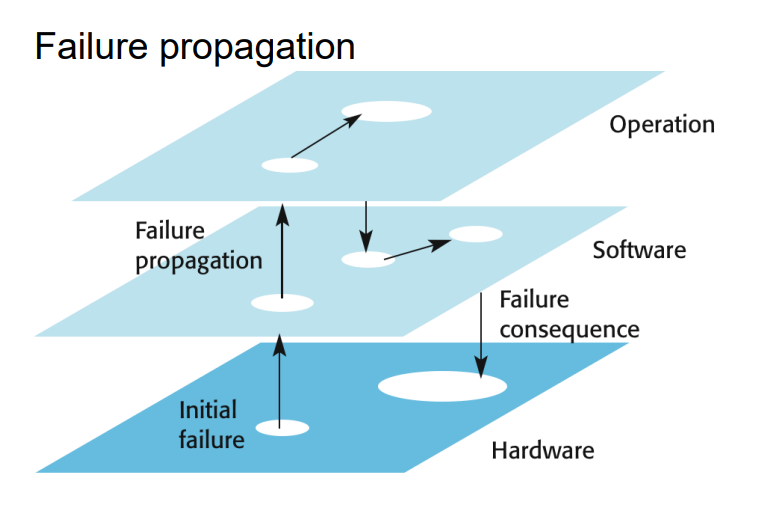 Failure propagation
Operation
Failure
propagation
Software
Failure
consequence
Initial
failure
Hardware